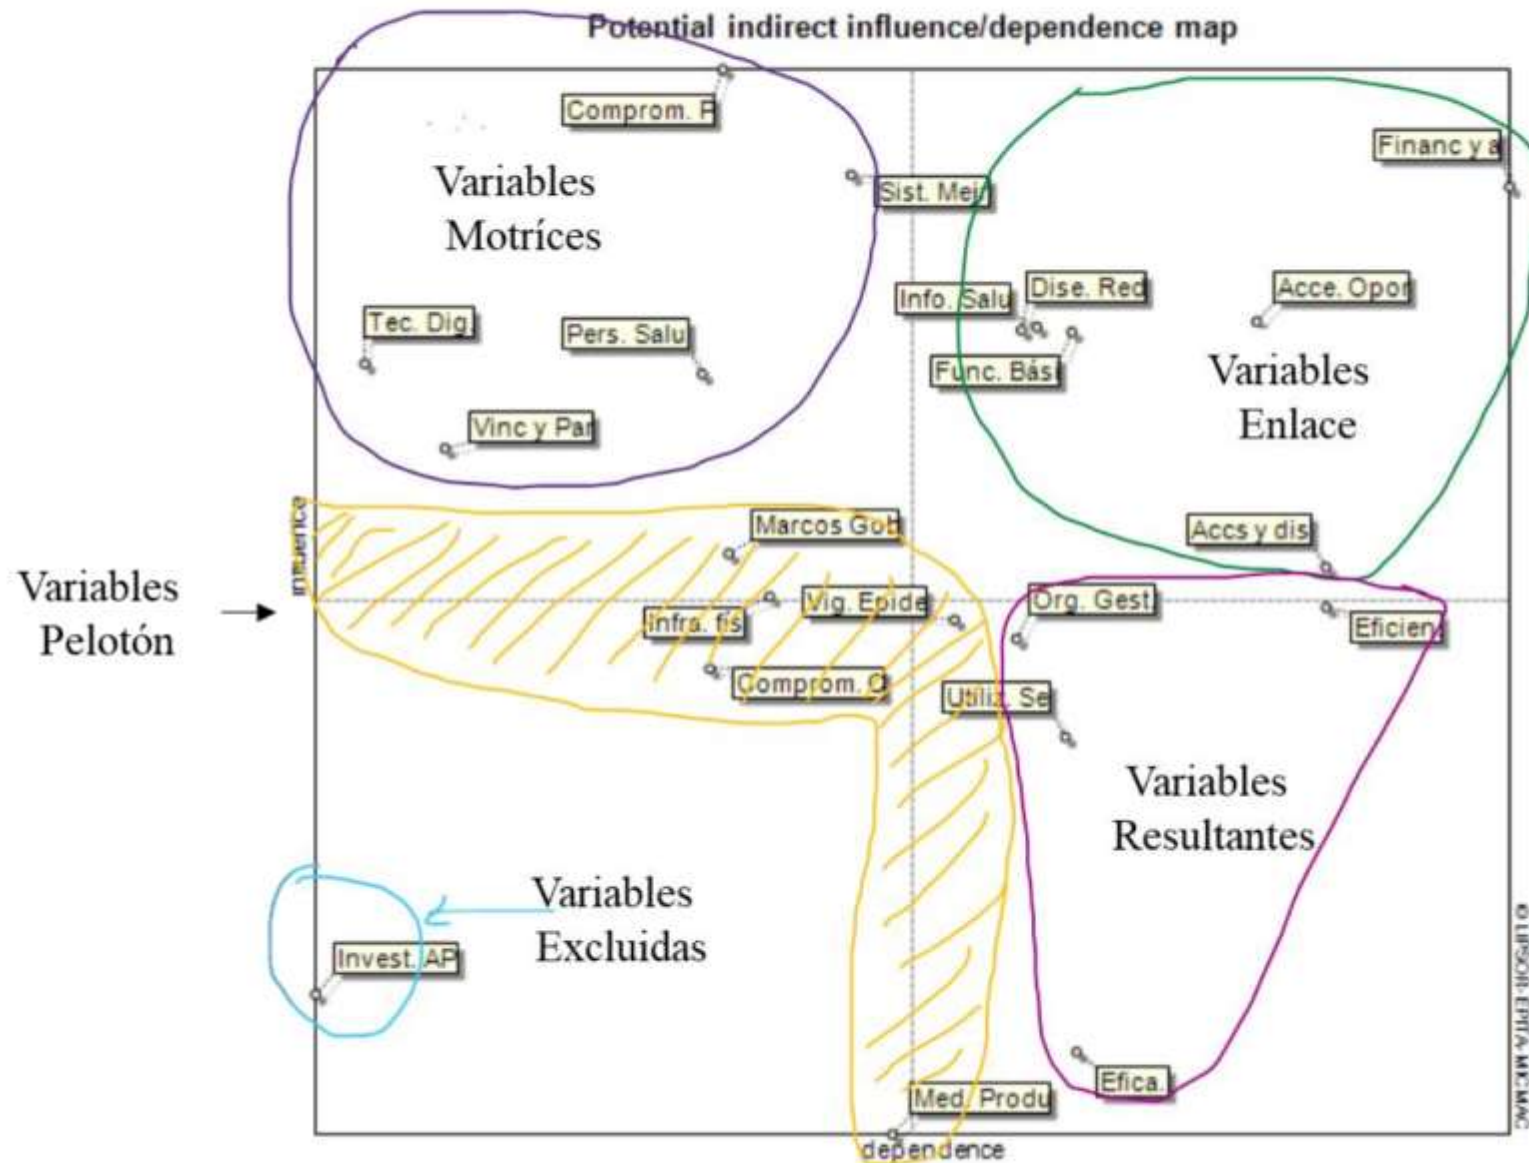 Potential indirect influence/dependence map
Comprom. P
Financ y a
Variables
Motríces
Sist. Mej
Info. Salu
Dise. Red
Acce. Opor
Tec. Dig.
Pers. Salu
Func. Bási
Variables
Enlace
Vinc y Par
influence
Marcos Gob
Accs y dis
Variables
Pelotón
Vig. Epide
Org. Gest.
Infra. fís
Eficien
Comprom. C
Utiliz. Se
Variables
Resultantes
Variables
Excluidas
Invest. AP
Efica.
Med. Produ
dependence
© LIPSOR-EPITA-MICMAC